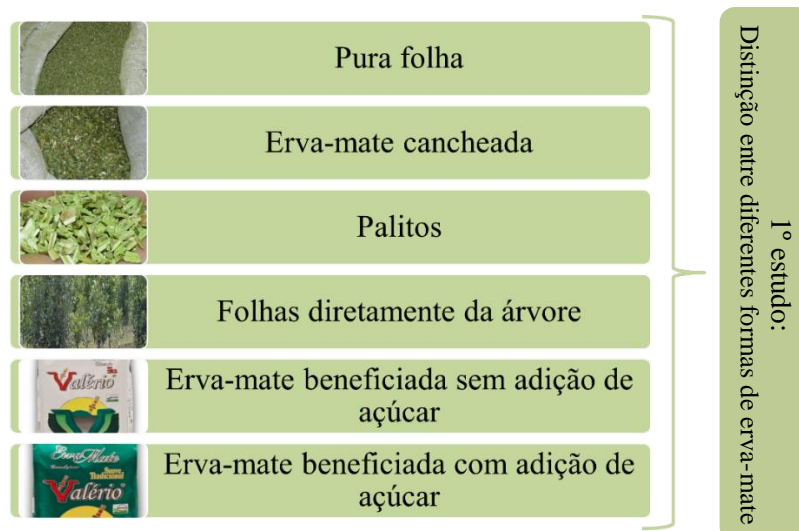 Pura folha
Erva-mate cancheada
Palitos
Folhas diretamente da árvore
Valério
Erva-mate beneficiada sem adição de
açúcar
Erva Mate
Tradicional
Valério
Erva-mate beneficiada com adição de
açúcar
1º estudo:
Distinção entre diferentes formas de erva-mate